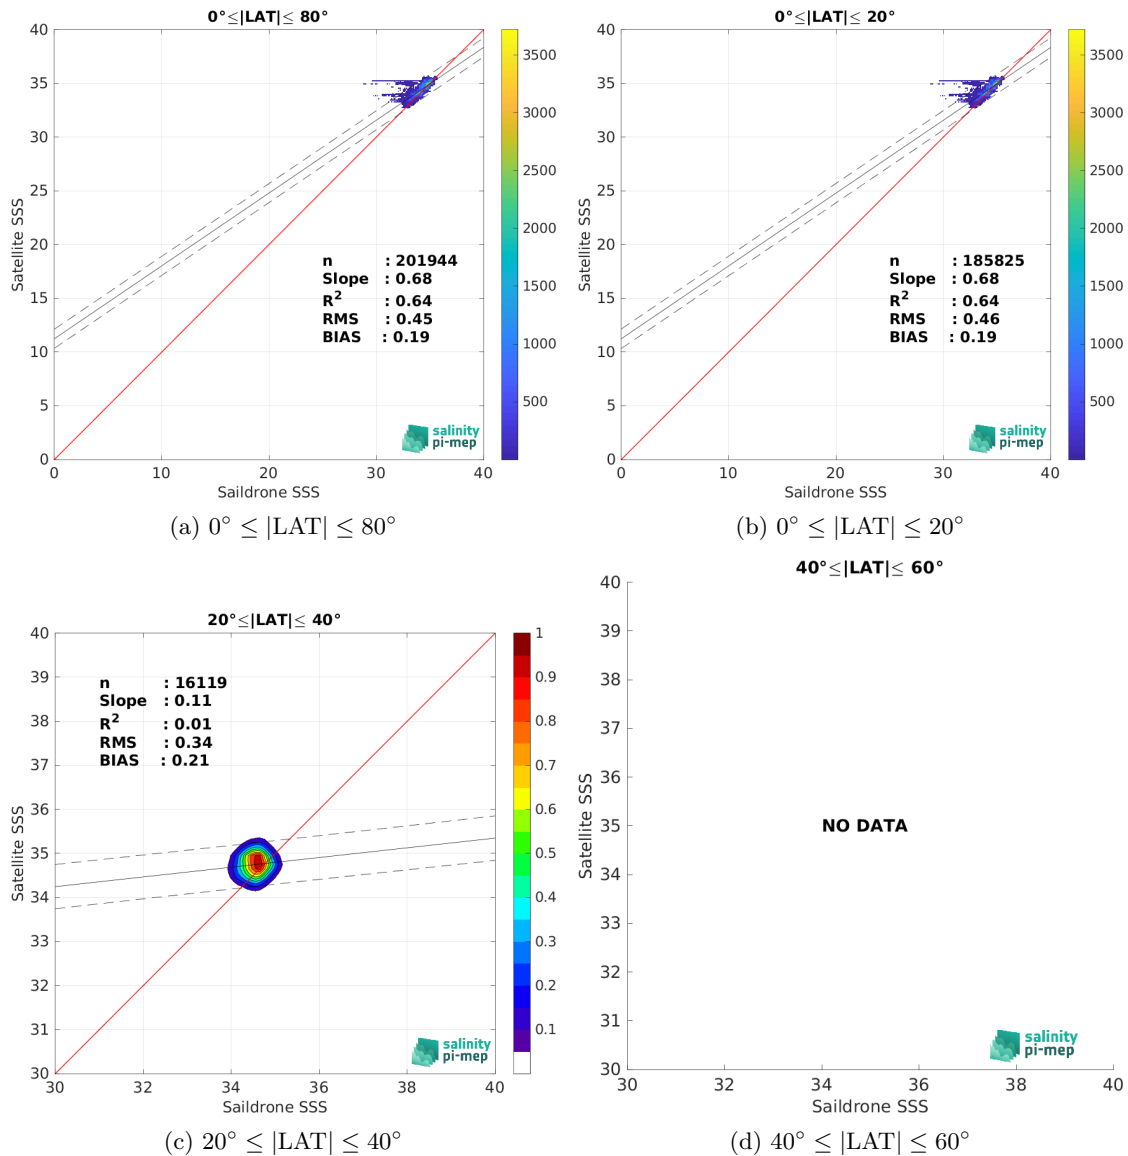 0°≤|LAT|≤ 80°
40
35
30
25
20
15
10
5
0
0
10
20
30
40
Satellite SSS
Saildrone SSS
n : 201944
Slope : 0.68
R² : 0.64
RMS : 0.45
BIAS : 0.19
salinity
pi-mep
3500
3000
2500
2000
1500
1000
500
(a) 0° ≤ |LAT| ≤ 80°
0°≤|LAT|≤ 20°
40
35
30
25
20
15
10
5
0
0
10
20
30
40
Satellite SSS
Saildrone SSS
n : 185825
Slope : 0.68
R² : 0.64
RMS : 0.46
BIAS : 0.19
salinity
pi-mep
3500
3000
2500
2000
1500
1000
500
(b) 0° ≤ |LAT| ≤ 20°
20°≤|LAT|≤ 40°
40
39
38
37
36
35
34
33
32
31
30
30
32
34
36
38
40
Satellite SSS
Saildrone SSS
n : 16119
Slope : 0.11
R² : 0.01
RMS : 0.34
BIAS : 0.21
salinity
pi-mep
1
0.9
0.8
0.7
0.6
0.5
0.4
0.3
0.2
0.1
(c) 20° ≤ |LAT| ≤ 40°
40°≤|LAT|≤ 60°
40
39
38
37
36
35
34
33
32
31
30
30
32
34
36
38
40
Satellite SSS
Saildrone SSS
NO DATA
salinity
pi-mep
(d) 40° ≤ |LAT| ≤ 60°